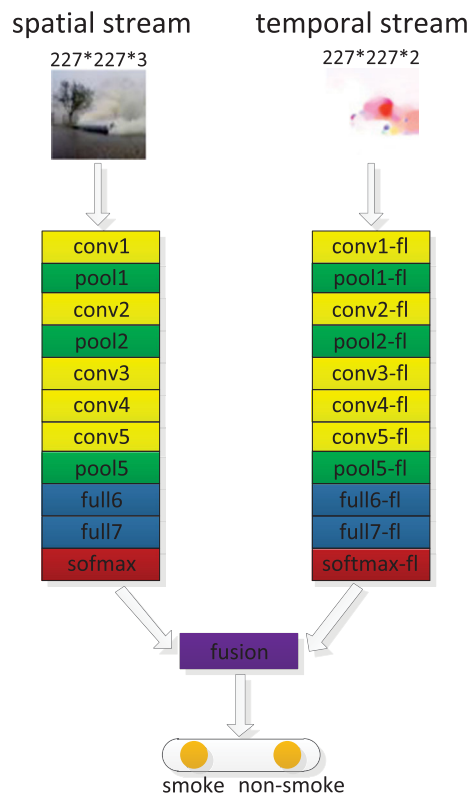 spatial stream
227*227*3
conv1
pool1
conv2
pool2
conv3
conv4
conv5
pool5
full6
full7
sofmax
temporal stream
227*227*2
conv1-fl
pool1-fl
conv2-fl
pool2-fl
conv3-fl
conv4-fl
conv5-fl
pool5-fl
full6-fl
full7-fl
softmax-fl
fusion
smoke
non-smoke